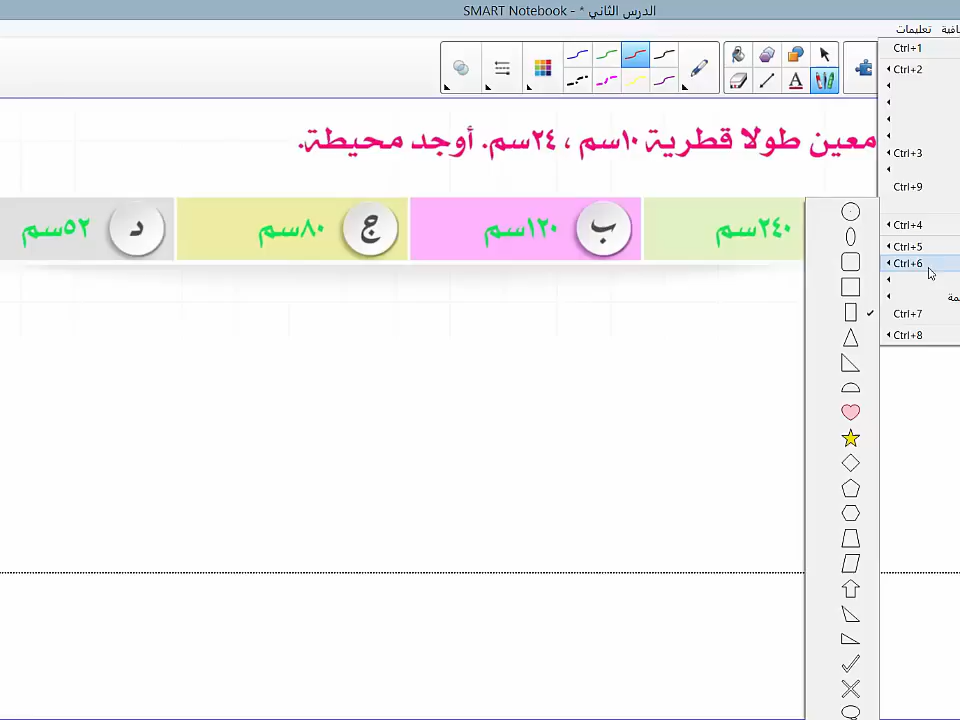 الدرس الثاني * - SMART Notebook
تعليمات
Ctrl+1
Ctrl+2
Ctrl+3
Ctrl+9
Ctrl+4
Ctrl+5
Ctrl+6
Ctrl+7
Ctrl+8
معين طولا قطرية ١٠سم ، ٢٤سم. أوجد محيطة.
٢٤٠سم
ب ١٢٠سم
ج ٨٠سم
د ٥٢سم